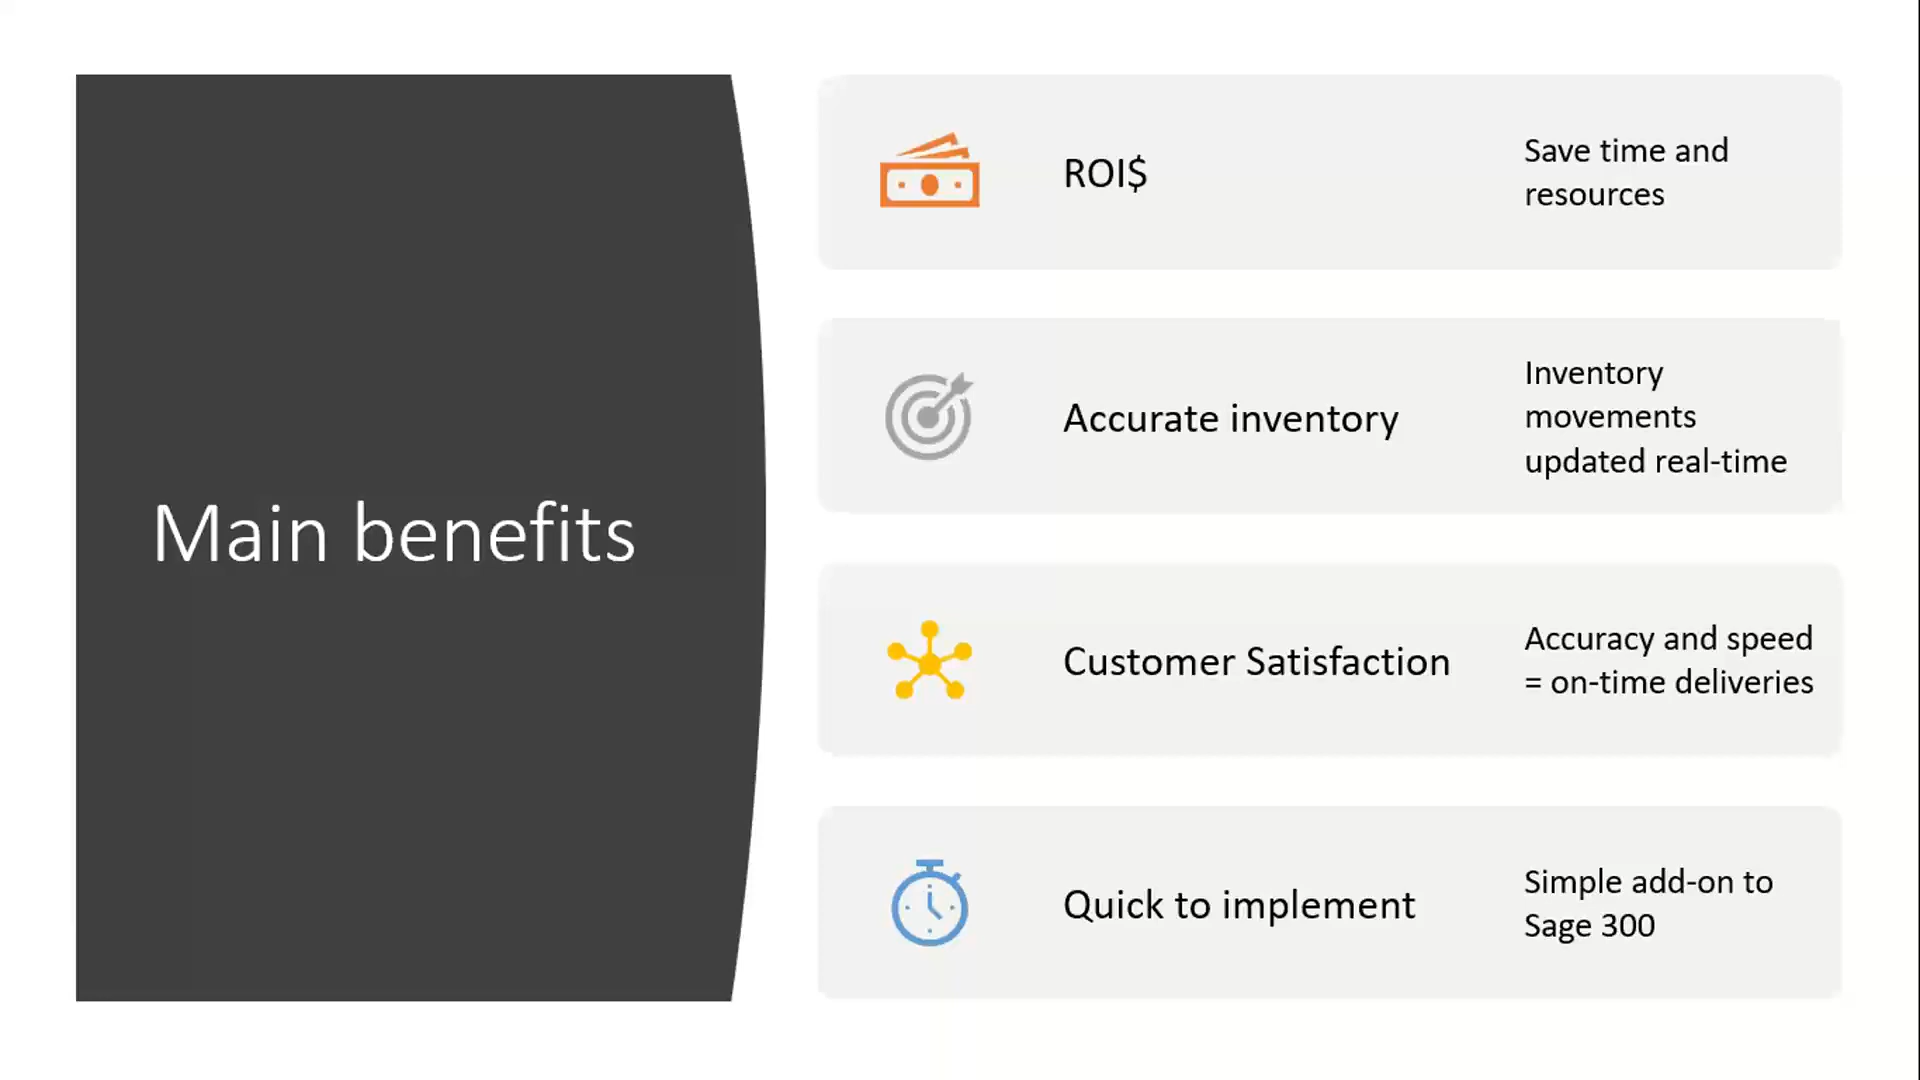 Main benefits
ROI$
Save time and
resources
Accurate inventory
Inventory
movements
updated real-time
Customer Satisfaction
Accuracy and speed
= on-time deliveries
Quick to implement
Simple add-on to
Sage 300